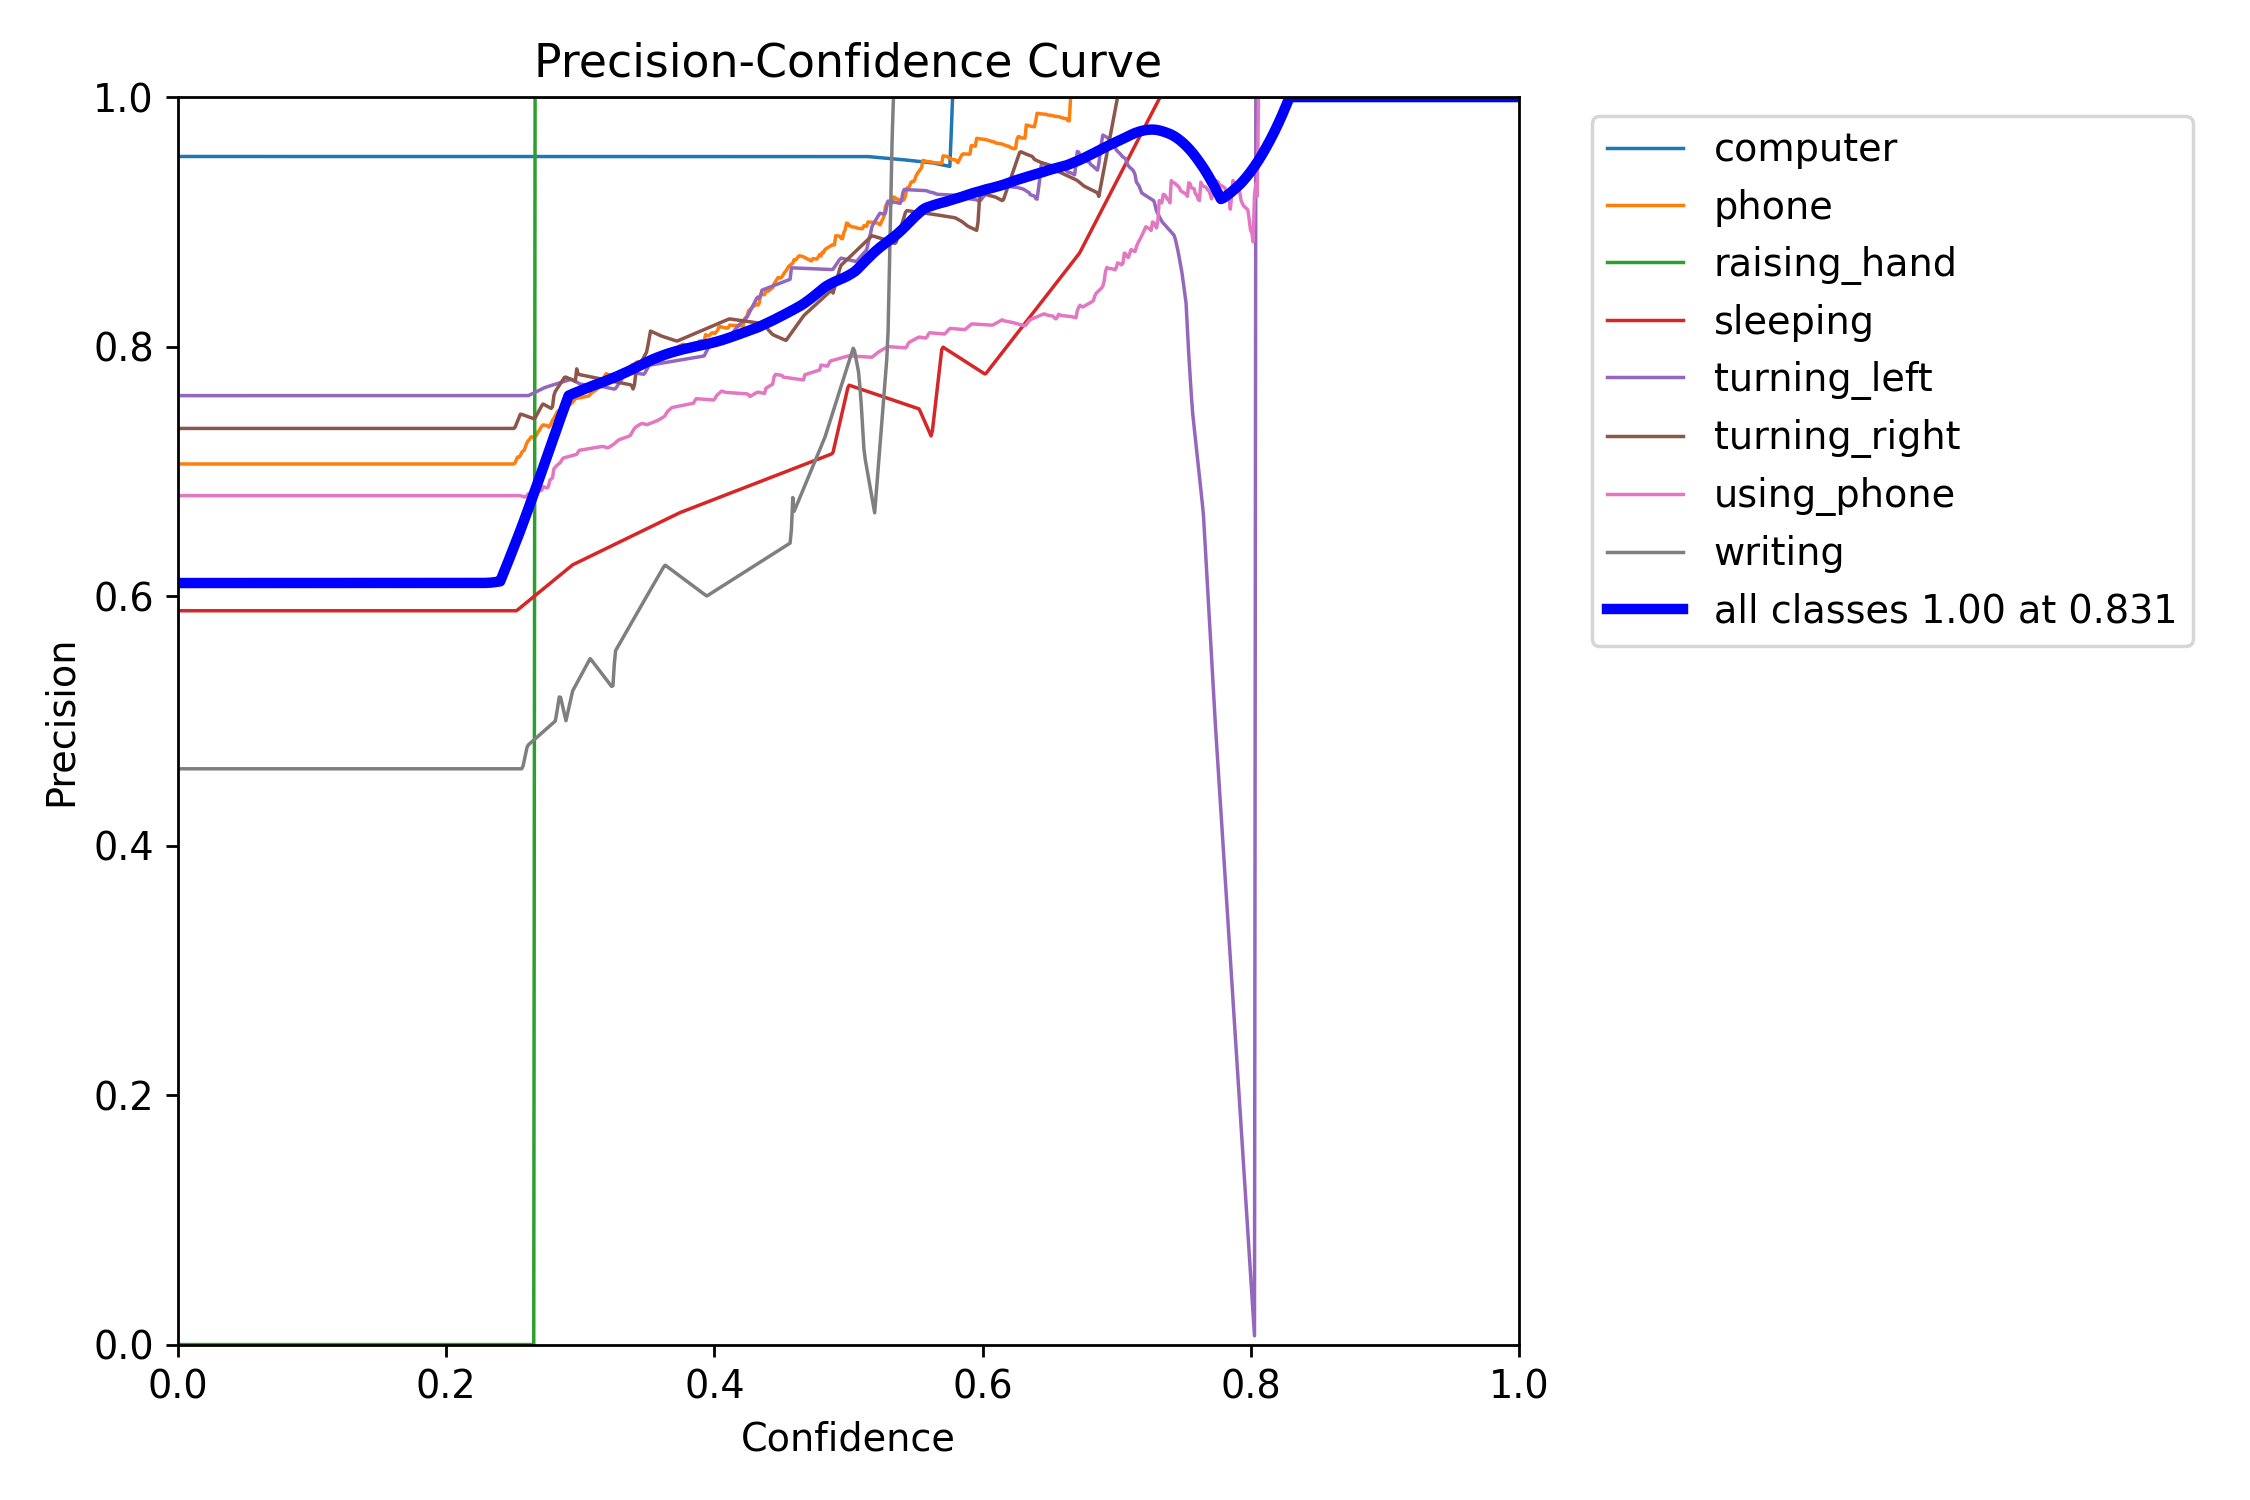 Precision-Confidence Curve
1.0
0.8
0.6
0.4
0.2
0.0
Precision
0.0 0.2 0.4 0.6 0.8 1.0
Confidence
computer
phone
raising_hand
sleeping
turning_left
turning_right
using_phone
writing
all classes 1.00 at 0.831